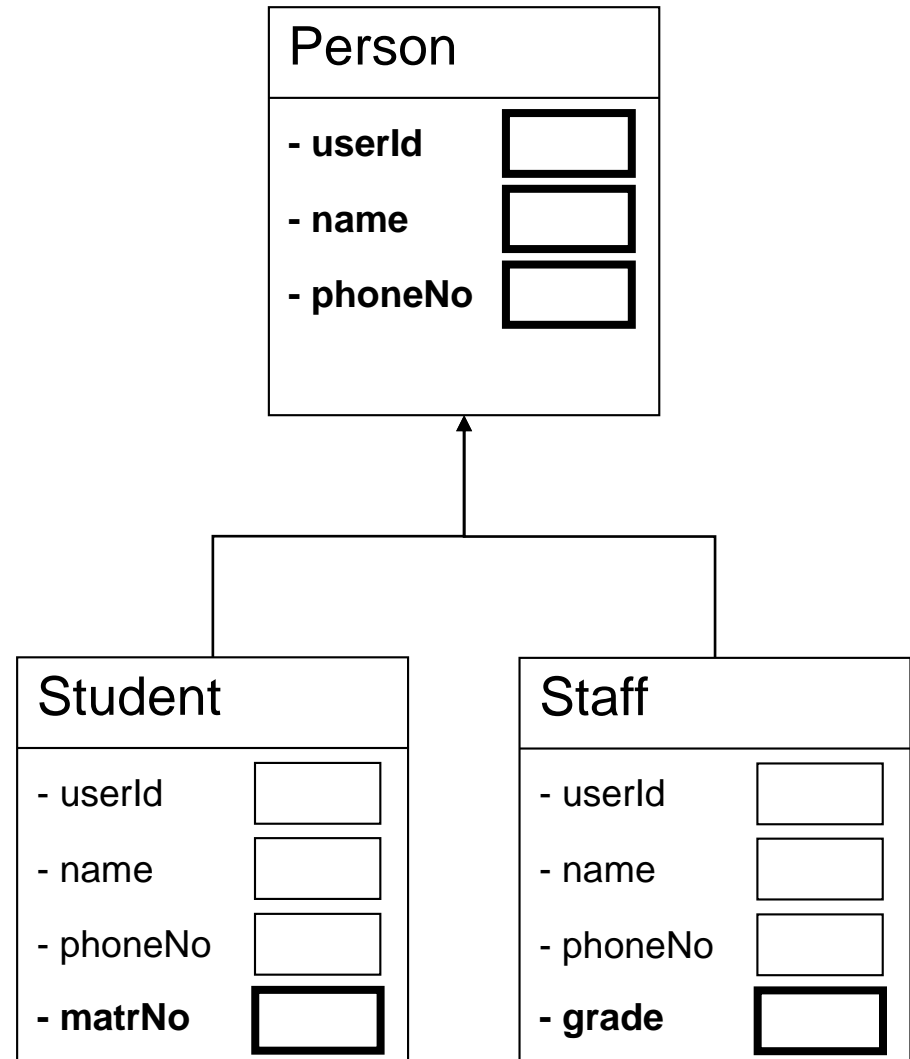 Person
- userId
- name
- phoneNo
Student
- userId
- name
- phoneNo
- matrNo
Staff
- userId
- name
- phoneNo
- grade